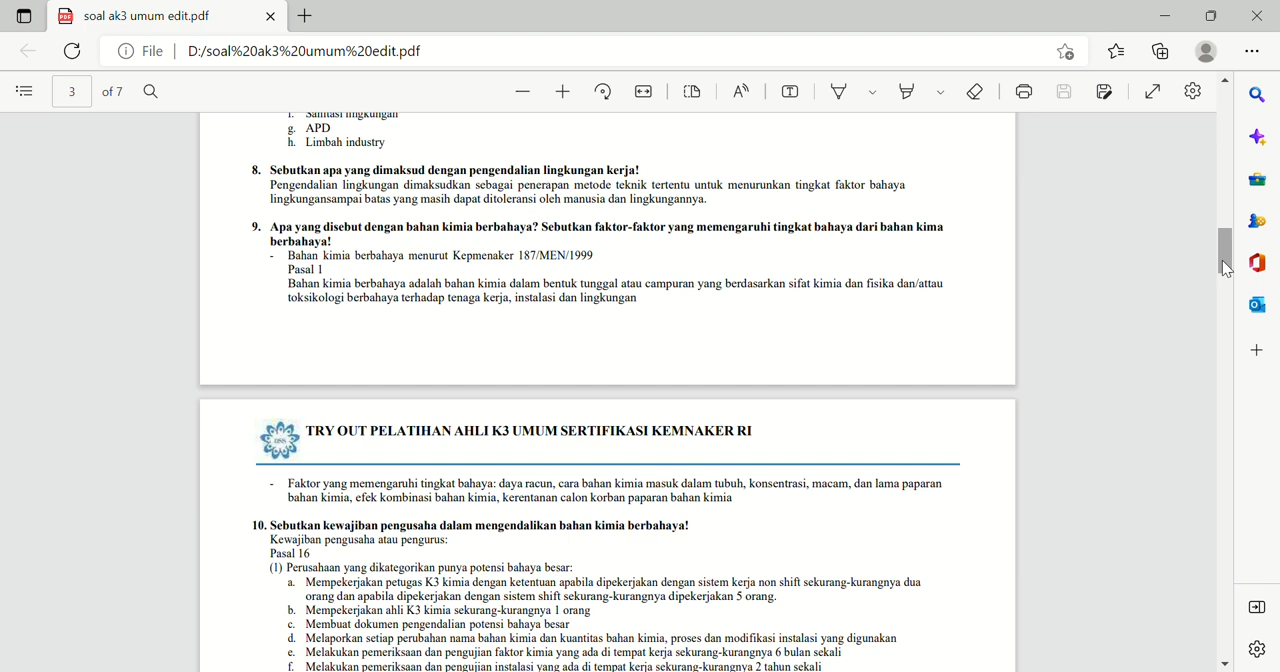 soal ak3 umum edit.pdf
File
D:/soal%20ak3%20umum%20edit.pdf
3 of 7
f. Sanitasi lingkungan
g. APD
h. Limbah industry
8. Sebutkan apa yang dimaksud dengan pengendalian lingkungan kerja!
Pengendalian lingkungan dimaksudkan sebagai penerapan metode teknik tertentu untuk menurunkan tingkat faktor bahaya
lingkungansampai batas yang masih dapat ditoleransi oleh manusia dan lingkungannya.
9. Apa yang disebut dengan bahan kimia berbahaya? Sebutkan faktor-faktor yang memengaruhi tingkat bahaya dari bahan kima
berbahaya!
- Bahan kimia berbahaya menurut Kepmenaker 187/MEN/1999
Pasal 1
Bahan kimia berbahaya adalah bahan kimia dalam bentuk tunggal atau campuran yang berdasarkan sifat kimia dan fisika dan/attau
toksikologi berbahaya terhadap tenaga kerja, instalasi dan lingkungan
TRY OUT PELATIHAN AHLI K3 UMUM SERTIFIKASI KEMNAKER RI
- Faktor yang memengaruhi tingkat bahaya: daya racun, cara bahan kimia masuk dalam tubuh, konsentrasi, macam, dan lama paparan
bahan kimia, efek kombinasi bahan kimia, kerentanan calon korban paparan bahan kimia
10. Sebutkan kewajiban pengusaha dalam mengendalikan bahan kimia berbahaya!
Kewajiban pengusaha atau pengurus:
Pasal 16
(1) Perusahaan yang dikategorikan punya potensi bahaya besar:
a. Mempekerjakan petugas K3 kimia dengan ketentuan apabila dipekerjakan dengan sistem kerja non shift sekurang-kurangnya dua
orang dan apabila dipekerjakan dengan sistem shift sekurang-kurangnya dipekerjakan 5 orang.
b. Mempekerjakan ahli K3 kimia sekurang-kurangnya 1 orang
c. Membuat dokumen pengendalian potensi bahaya besar
d. Melaporkan setiap perubahan nama bahan kimia dan kuantitas bahan kimia, proses dan modifikasi instalasi yang digunakan
e. Melakukan pemeriksaan dan pengujian faktor kimia yang ada di tempat kerja sekurang-kurangnya 6 bulan sekali
f. Melakukan pemeriksaan dan pengujian instalasi yang ada di tempat kerja sekurang-kurangnya 2 tahun sekali